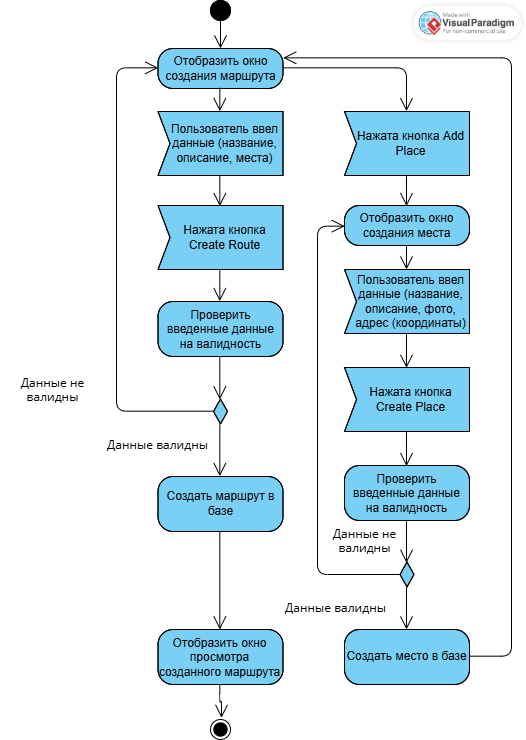 Made with
Visual Paradigm
For non-commercial use
Отобразить окно
создания маршрута
Пользователь ввел
данные (название,
описание, места)
Нажата кнопка Add
Place
Нажата кнопка
Create Route
Отобразить окно
создания места
Пользователь ввел
данные (название,
описание, фото,
адрес (координаты)
Проверить
введенные данные
на валидность
Нажата кнопка
Create Place
Данные не
валидны
Данные валидны
Проверить
введенные данные
на валидность
Создать маршрут в
базе
Данные не
валидны
Данные валидны
Отобразить окно
просмотра
созданного маршрута
Создать место в базе